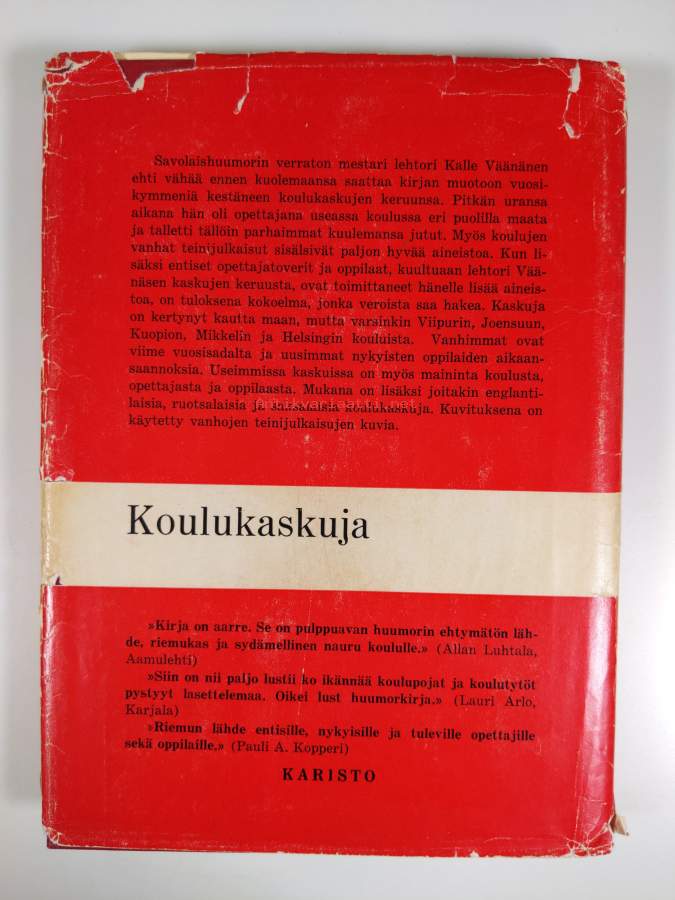 Savolaishuumorin verraton mestari lehtori Kalle Väänänen
ehti vähää ennen kuolemaansa saattaa kirjan muotoon vuosi-
kymmeniä kestäneen koulukaskujen keruunsa. Pitkän uransa
aikana hän oli opettajana useassa koulussa eri puolilla maata
ja talletti tällöin parhaimmat kuulemansa jutut. Myös koulujen
vanhat teinijulkaisut sisälsivät paljon hyvää aineistoa. Kun li-
säksi entiset opettajatoverit ja oppilaat, kuultuaan lehtori Vää-
näsen kaskujen keruusta, ovat toimittaneet hänelle lisää aineis-
toa, on tuloksena kokoelma, jonka veroista saa hakea. Kaskuja
on kertynyt kautta maan, mutta varsinkin Viipurin, Joensuun,
Kuopion, Mikkelin ja Helsingin kouluista. Vanhimmat ovat
viime vuosisadalta ja uusimmat nykyisten oppilaiden aikaan-
saannoksia. Useimmissa kaskuissa on myös maininta koulusta,
opettajasta ja oppilaasta. Mukana on lisäksi joitakin englanti-
laisia, ruotsalaisia ja saksalaisia koulukaskuja. Kuvituksena on
käytetty vanhojen teinijulkaisujen kuvia.
Koulukaskuja
»Kirja on aarre. Se on pulppuavan huumorin ehtymätön läh-
de, riemukas ja sydämellinen nauru koululle.» (Allan Luhtala,
Aamulehti)
»Siin on nii paljo lustii ko ikännää koulupojat ja koulutytöt
pystyyt lasettelemaa. Oikei lust huumorkirja.» (Lauri Arlo,
Karjala)
»Riemun lähde entisille, nykyisille ja tuleville opettajille
sekä oppilaille.» (Pauli A. Kopperi)
KARISTO